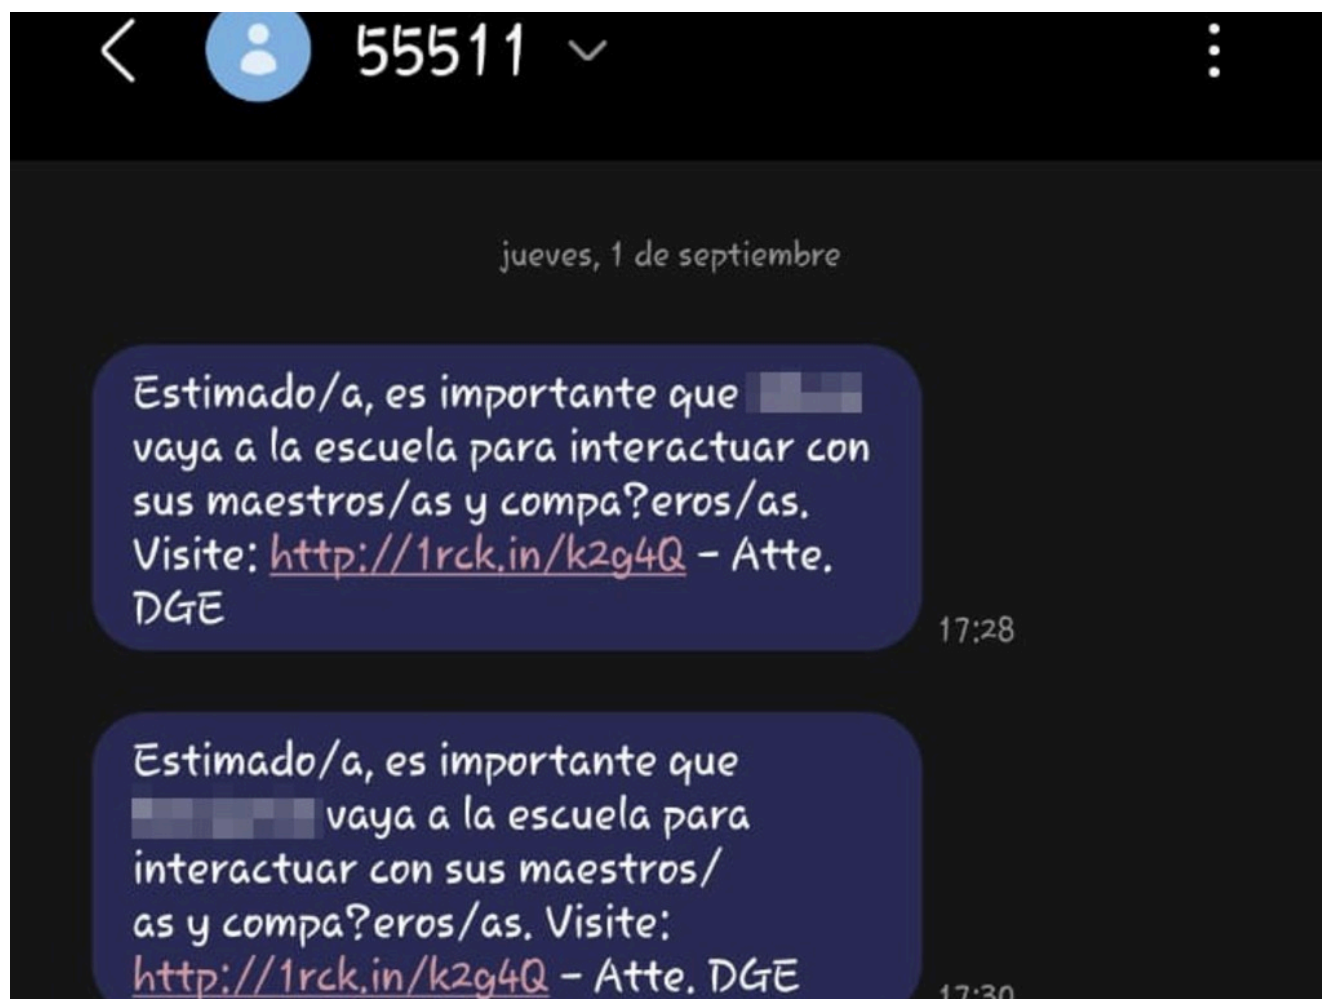 55511
jueves, 1 de septiembre
Estimado/a, es importante que
vaya a la escuela para interactuar con
sus maestros/as y compa?eros/as.
Visite: http://1rck.in/k2g4Q – Atte.
DGE
17:28
Estimado/a, es importante que
vaya a la escuela para
interactuar con sus maestros/
as y compa?eros/as. Visite:
http://1rck.in/k2g4Q – Atte. DGE
17:30